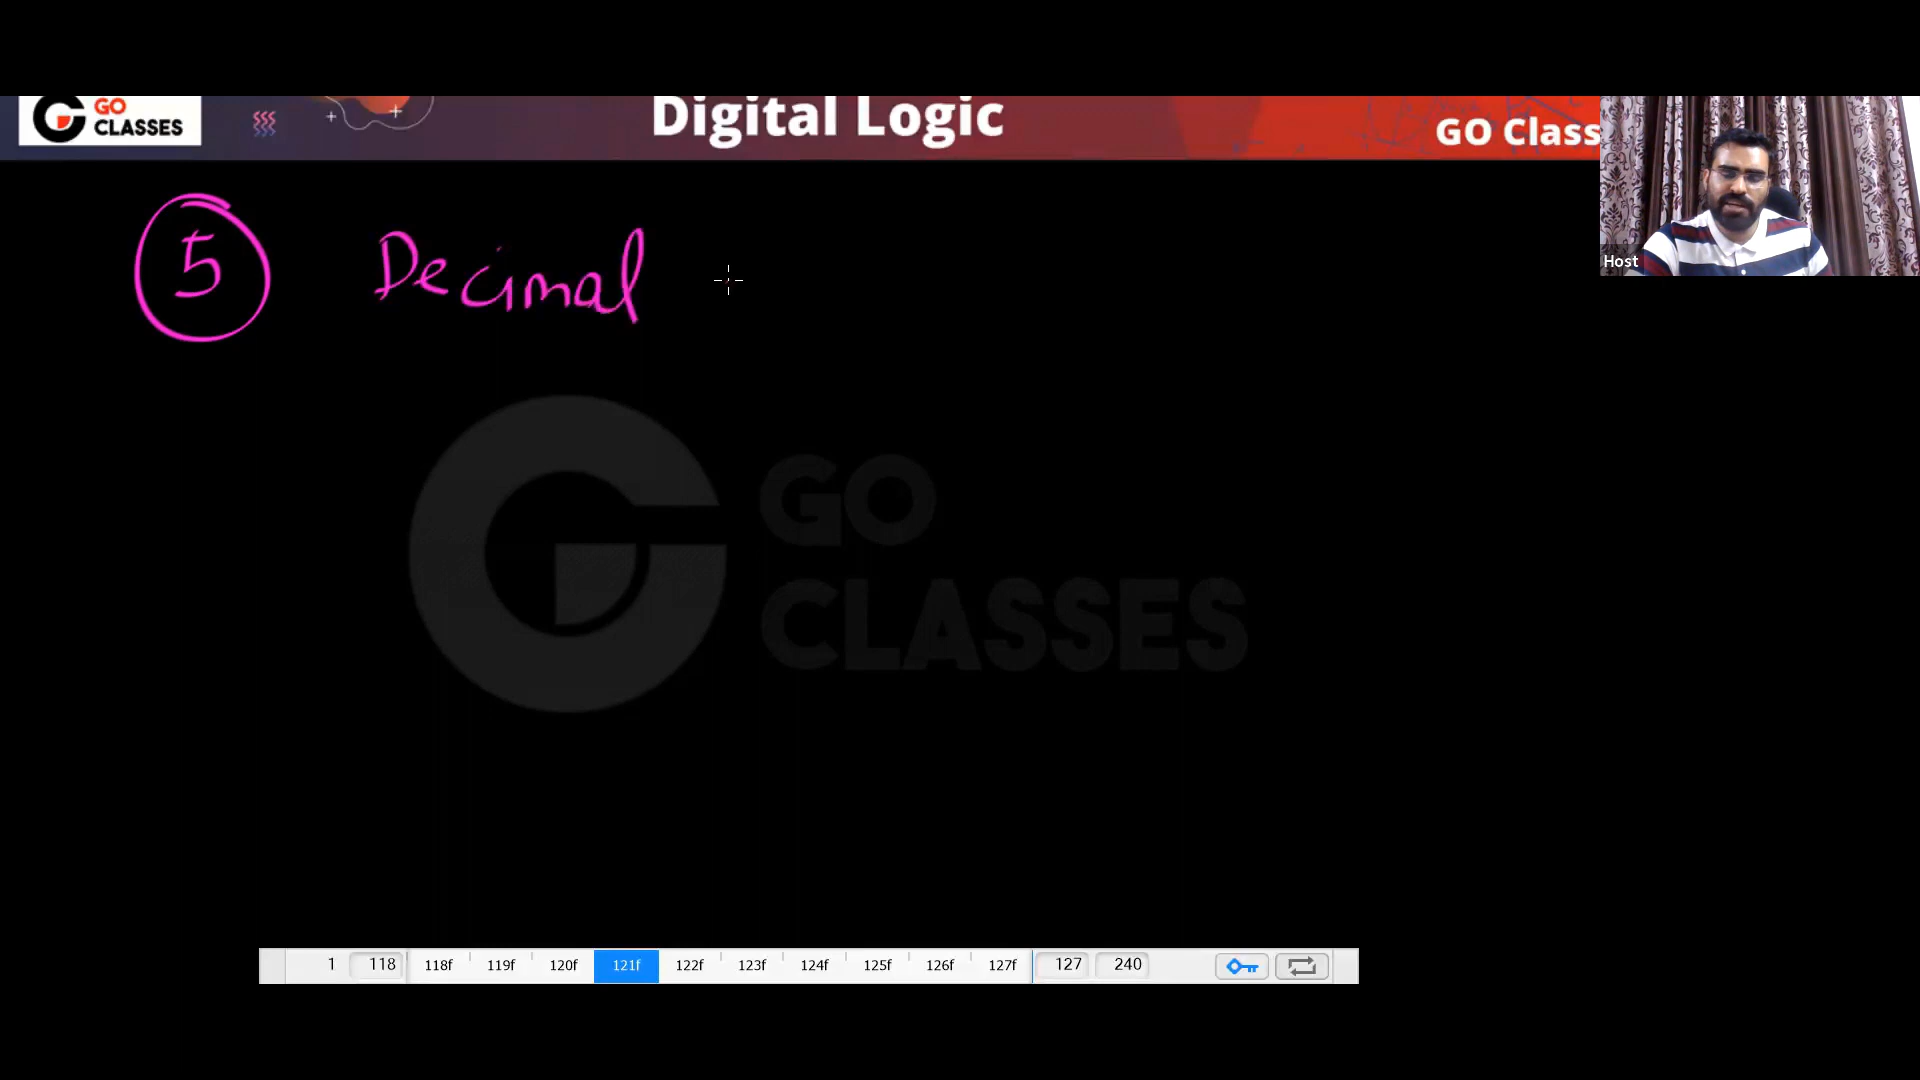 GO
CLASSES
Digital Logic
GO Class
Host
5 Decimal
GO
CLASSES
1 118 118f 119f 120f 121f 122f 123f 124f 125f 126f 127f 127 240